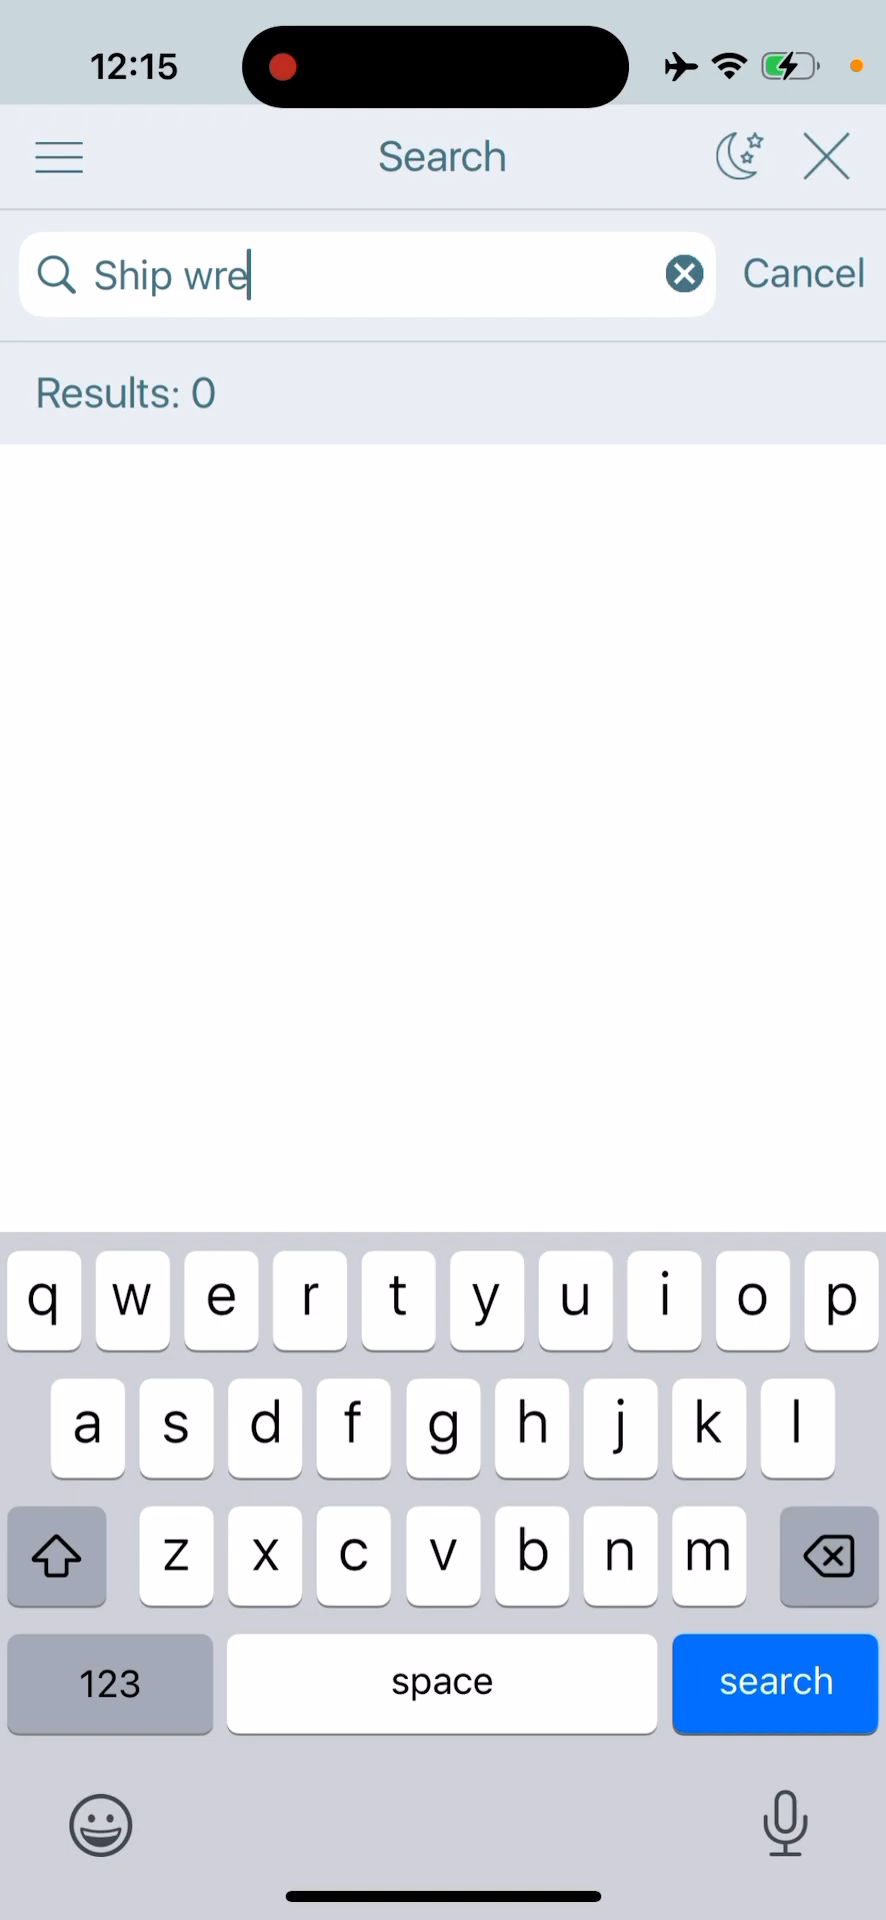 12:15
Search
Ship wre
Cancel
Results: 0
q w e r t y u i o p
a s d f g h j k l
z x c v b n m
123 space search